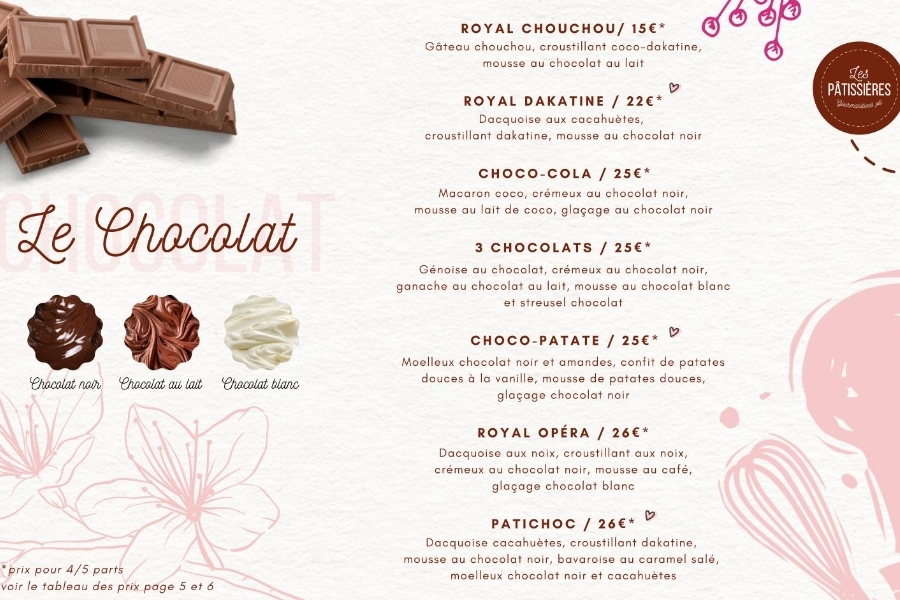 CHOCOLAT
Le Chocolat
Chocolat noir
Chocolat au lait
Chocolat blanc
*prix pour 4/5 parts
voir le tableau des prix page 5 et 6
ROYAL CHOUCHOU/ 15€*
Gâteau chouchou, croustillant coco-dakatine,
mousse au chocolat au lait
ROYAL DAKATINE / 22€*
Dacquoise aux cacahuètes,
croustillant dakatine, mousse au chocolat noir
CHOCO-COLA / 25€*
Macaron coco, crémeux au chocolat noir,
mousse au lait de coco, glaçage au chocolat noir
3 CHOCOLATS / 25€*
Génoise au chocolat, crémeux au chocolat noir,
ganache au chocolat au lait, mousse au chocolat blanc
et streusel chocolat
CHOCO-PATATE / 25€*
Moelleux chocolat noir et amandes, confit de patates
douces à la vanille, mousse de patates douces,
glaçage chocolat noir
ROYAL OPÉRA / 26€*
Dacquoise aux noix, croustillant aux noix,
crémeux au chocolat noir, mousse au café,
glaçage chocolat blanc
PATICHOC / 26€*
Dacquoise cacahuètes, croustillant dakatine,
mousse au chocolat noir, bavaroise au caramel salé,
moelleux chocolat noir et cacahuètes
Les
PÂTISSIÈRES